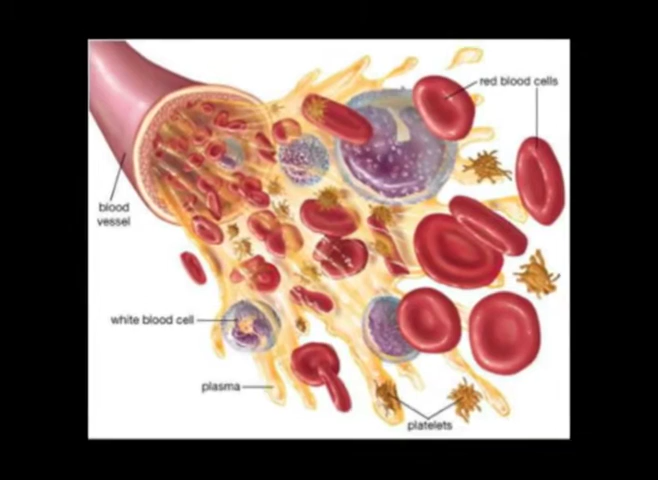 red blood cells
blood
vessel
white blood cell
plasma
platelets